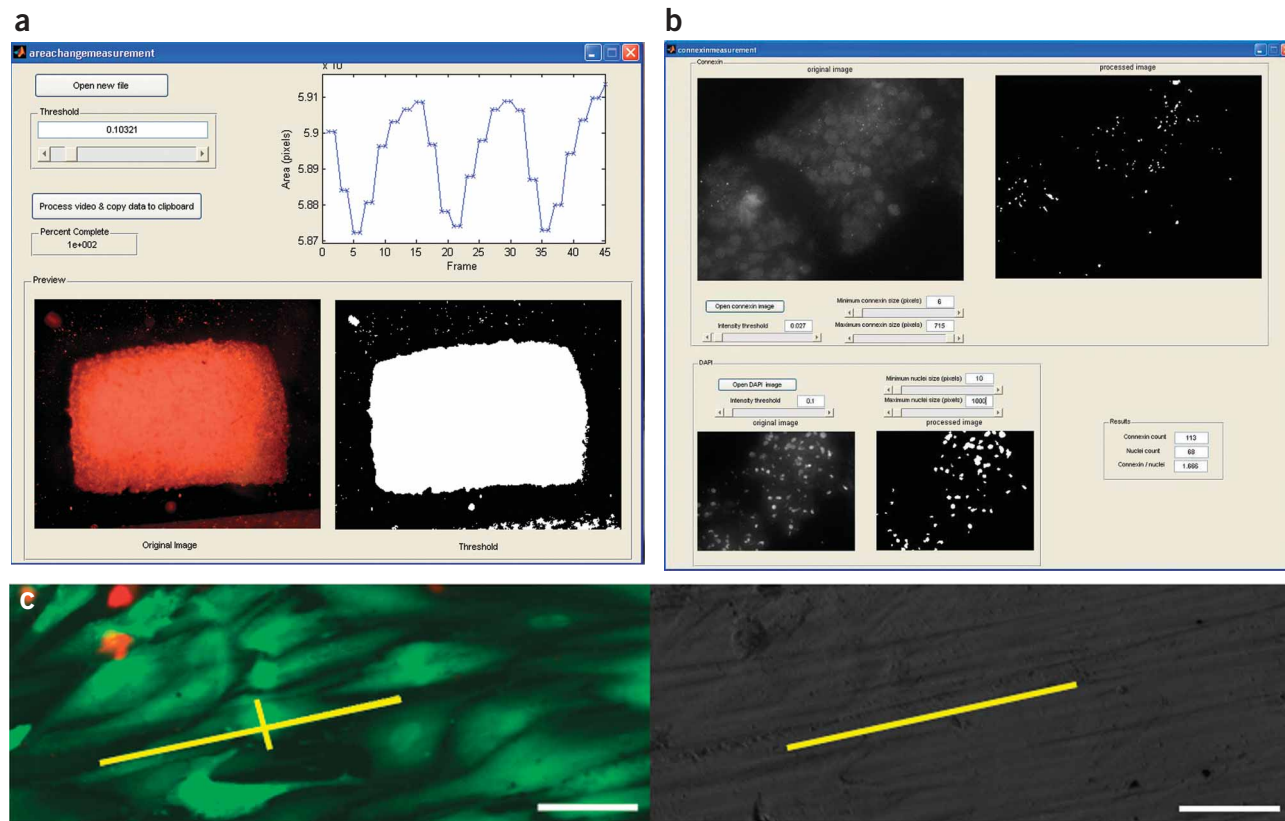 a
areachangemeasurement
Open new file
Threshold
0.10321
Process video & copy data to clipboard
Percent Complete
1e+002
5.91
5.9
5.89
5.88
5.87
Area (pixels)
0 5 10 15 20 25 30 35 40 45
Frame
Preview
Original Image
Threshold
b
connexinmeasurement
Connexin
original image
processed image
Open connexin image
Intensity threshold
0.027
Minimum connexin size (pixels)
6
Maximum connexin size (pixels)
715
DAPI
Open DAPI image
Intensity threshold
0.1
Minimum nuclei size (pixels)
10
Maximum nuclei size (pixels)
1000
original image
processed image
Results
Connexin count
113
Nuclei count
68
Connexin / nuclei
1.666
c